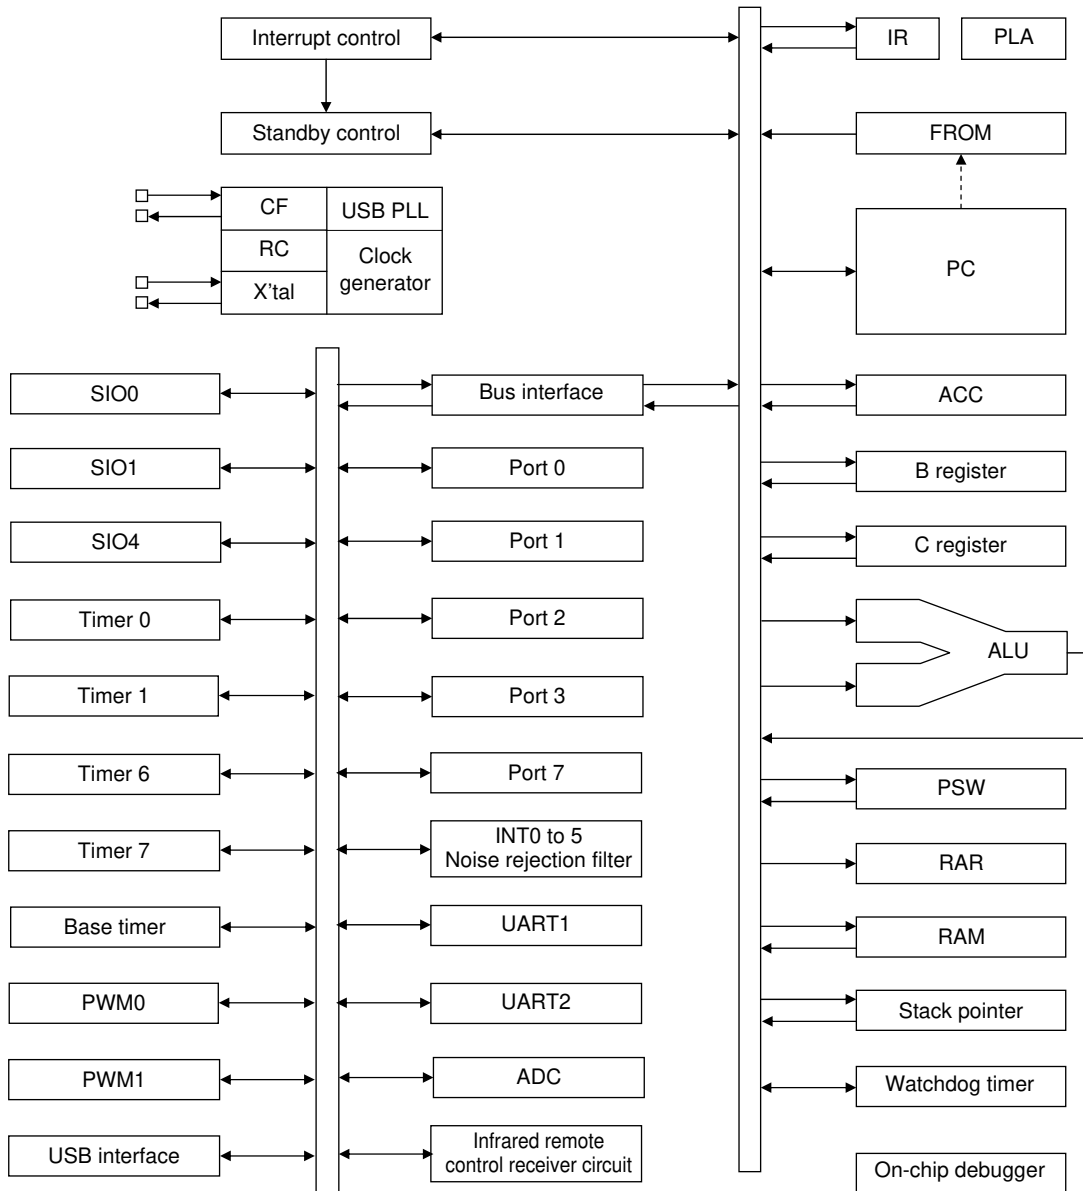 Interrupt control
IR
PLA
Standby control
FROM
CF
USB PLL
RC
Clock
generator
X'tal
PC
SIO0
Bus interface
ACC
SIO1
Port 0
B register
SIO4
Port 1
C register
Timer 0
Port 2
ALU
Timer 1
Port 3
Timer 6
Port 7
PSW
Timer 7
INT0 to 5
Noise rejection filter
RAR
Base timer
UART1
RAM
PWM0
UART2
Stack pointer
PWM1
ADC
Watchdog timer
USB interface
Infrared remote
control receiver circuit
On-chip debugger